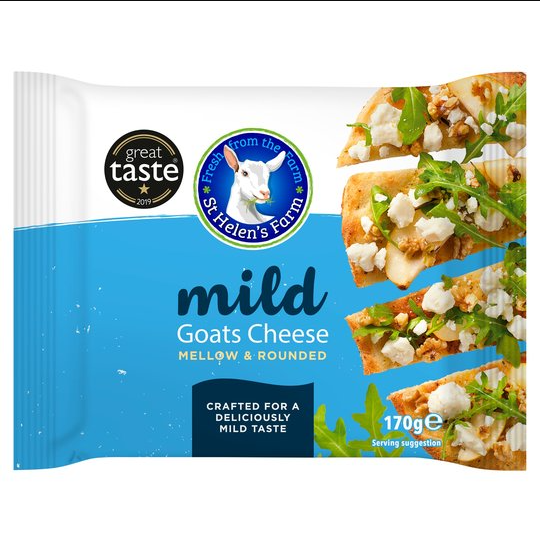 great
taste®
2019
Fresh from the Farm
St Helen's Farm
mild
Goats Cheese
MELLOW & ROUNDED
CRAFTED FOR A
DELICIOUSLY
MILD TASTE
170g℮
Serving suggestion